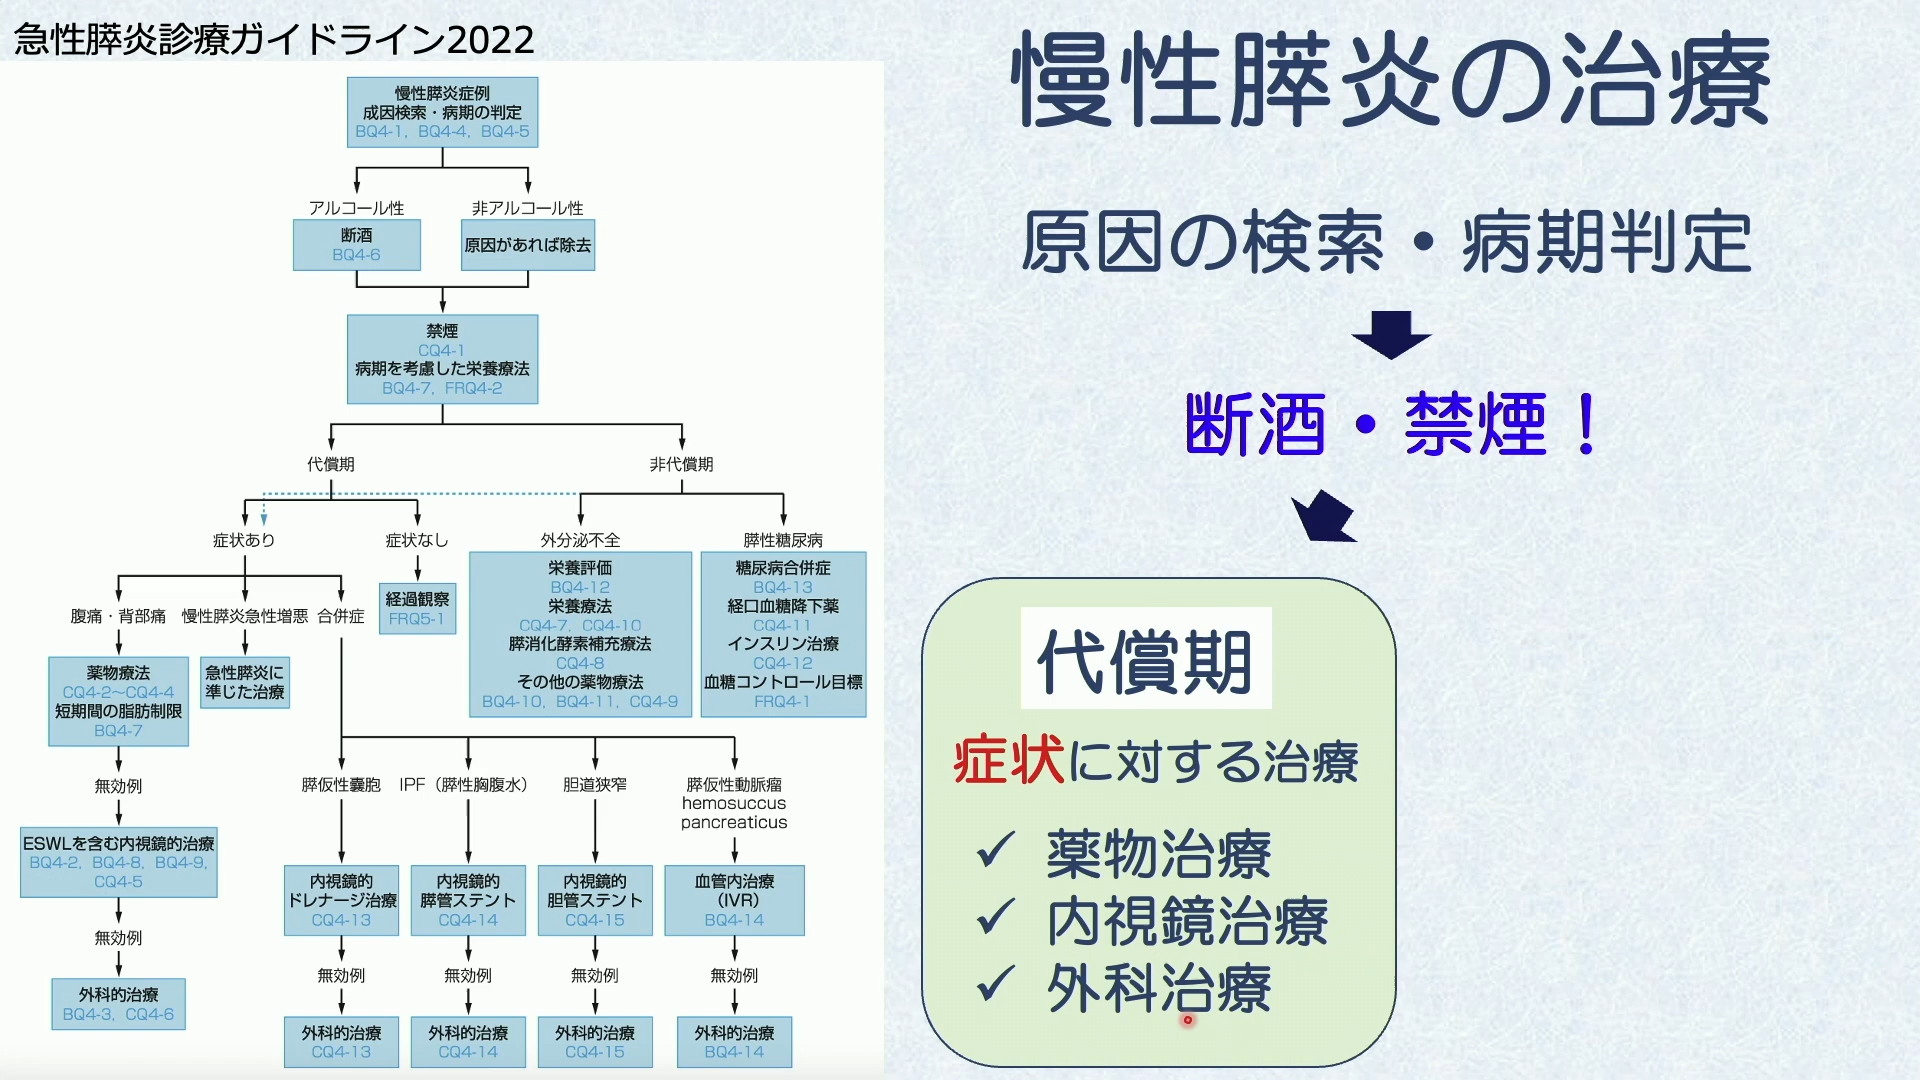 急性膵炎診療ガイドライン2022
慢性膵炎症例
成因検索・病期の判定
BQ4-1, BQ4-4, BQ4-5
アルコール性
非アルコール性
断酒
BQ4-6
原因があれば除去
禁煙
CQ4-1
病期を考慮した栄養療法
BQ4-7, FRQ4-2
代償期
非代償期
症状あり
症状なし
外分泌不全
膵性糖尿病
腹痛・背部痛
慢性膵炎急性増悪
合併症
経過観察
FRQ5-1
栄養評価
BQ4-12
栄養療法
CQ4-7, CQ4-10
膵消化酵素補充療法
CQ4-8
その他の薬物療法
BQ4-10, BQ4-11, CQ4-9
糖尿病合併症
BQ4-13
経口血糖降下薬
CQ4-11
インスリン治療
CQ4-12
血糖コントロール目標
FRQ4-1
薬物療法
CQ4-2〜CQ4-4
短期間の脂肪制限
BQ4-7
急性膵炎に
準じた治療
無効例
ESWLを含む内視鏡的治療
BQ4-2, BQ4-8, BQ4-9,
CQ4-5
無効例
外科的治療
BQ4-3, CQ4-6
膵仮性嚢胞
IPF（膵性胸腹水）
胆道狭窄
膵仮性動脈瘤
hemosuccus
pancreaticus
内視鏡的
ドレナージ治療
CQ4-13
内視鏡的
膵管ステント
CQ4-14
内視鏡的
胆管ステント
CQ4-15
血管内治療
（IVR）
BQ4-14
無効例
無効例
無効例
無効例
外科的治療
CQ4-13
外科的治療
CQ4-14
外科的治療
CQ4-15
外科的治療
BQ4-14
慢性膵炎の治療
原因の検索・病期判定
断酒・禁煙！
代償期
症状に対する治療
✓ 薬物治療
✓ 内視鏡治療
✓ 外科治療